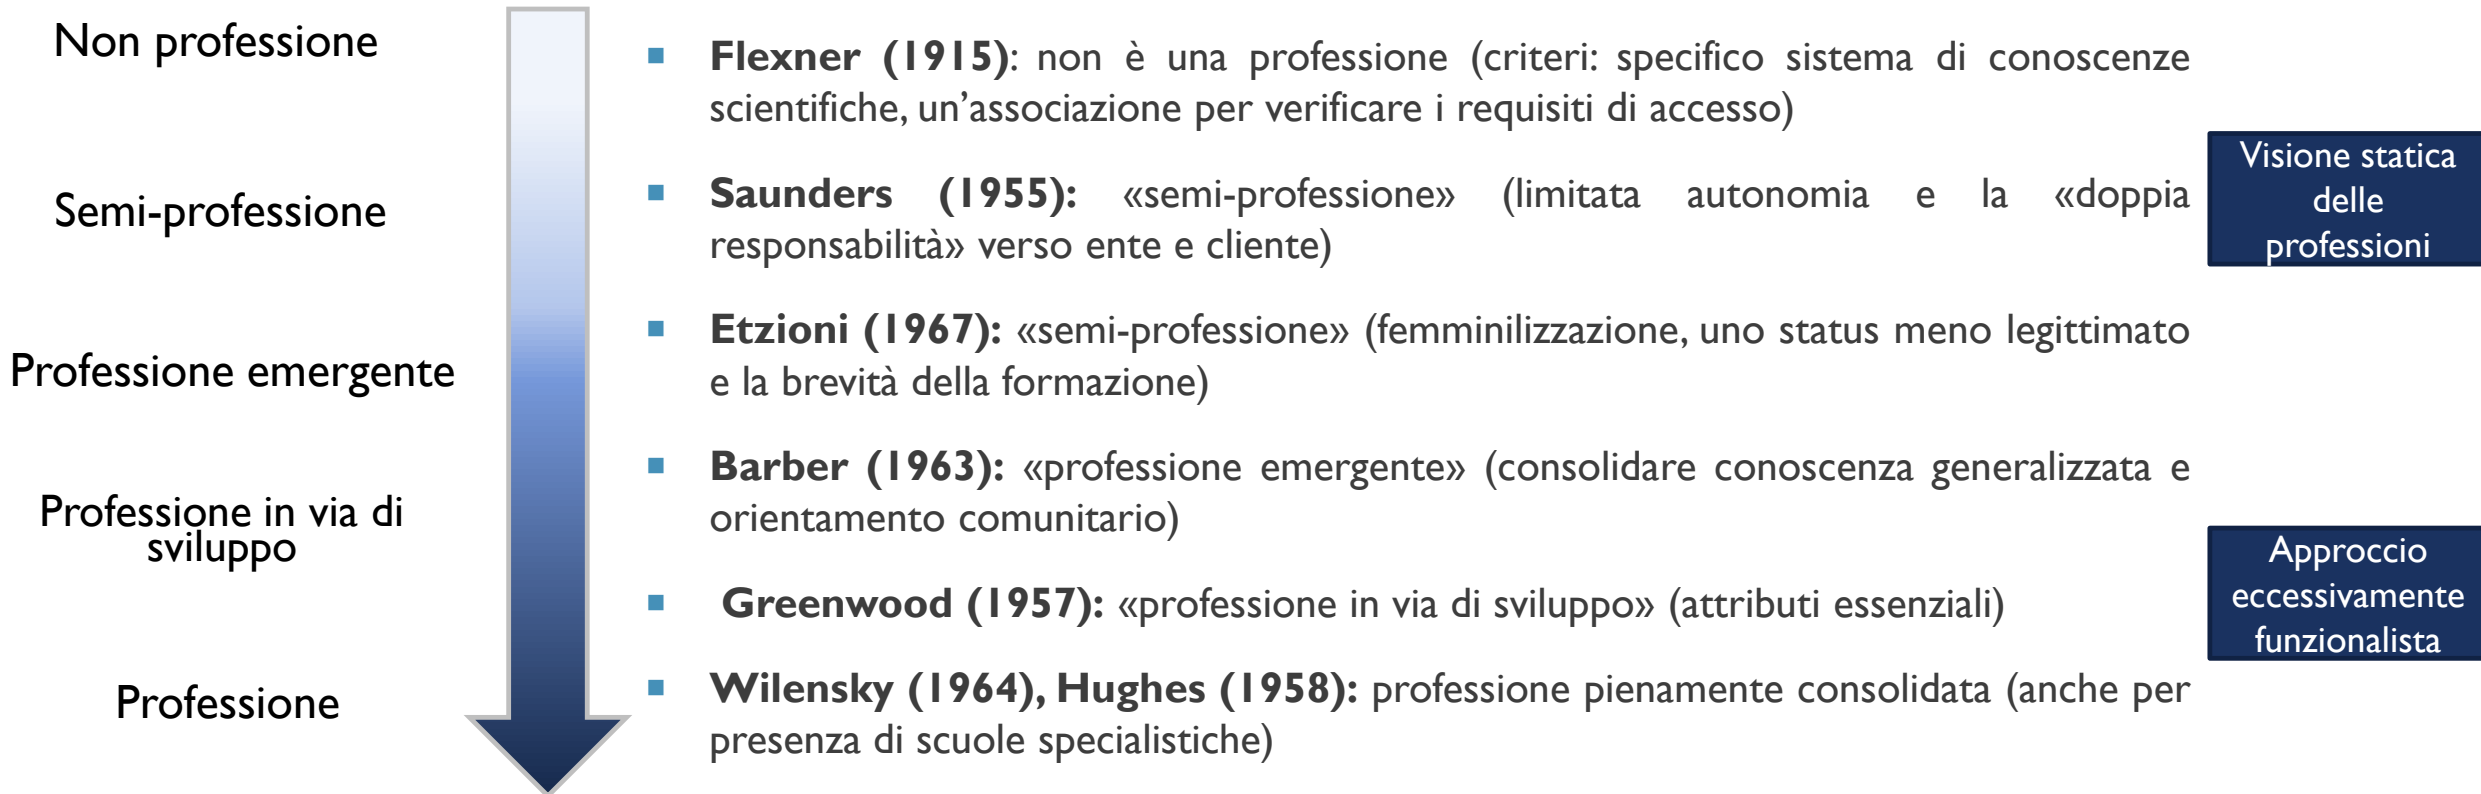 Non professione
Semi-professione
Professione emergente
Professione in via di
sviluppo
Professione
Flexner (1915): non è una professione (criteri: specifico sistema di conoscenze
scientifiche, un’associazione per verificare i requisiti di accesso)
Saunders (1955): «semi-professione» (limitata autonomia e la «doppia
responsabilità» verso ente e cliente)
Etzioni (1967): «semi-professione» (femminilizzazione, uno status meno legittimato
e la brevità della formazione)
Barber (1963): «professione emergente» (consolidare conoscenza generalizzata e
orientamento comunitario)
Greenwood (1957): «professione in via di sviluppo» (attributi essenziali)
Wilensky (1964), Hughes (1958): professione pienamente consolidata (anche per
presenza di scuole specialistiche)
Visione statica
delle
professioni
Approccio
eccessivamente
funzionalista